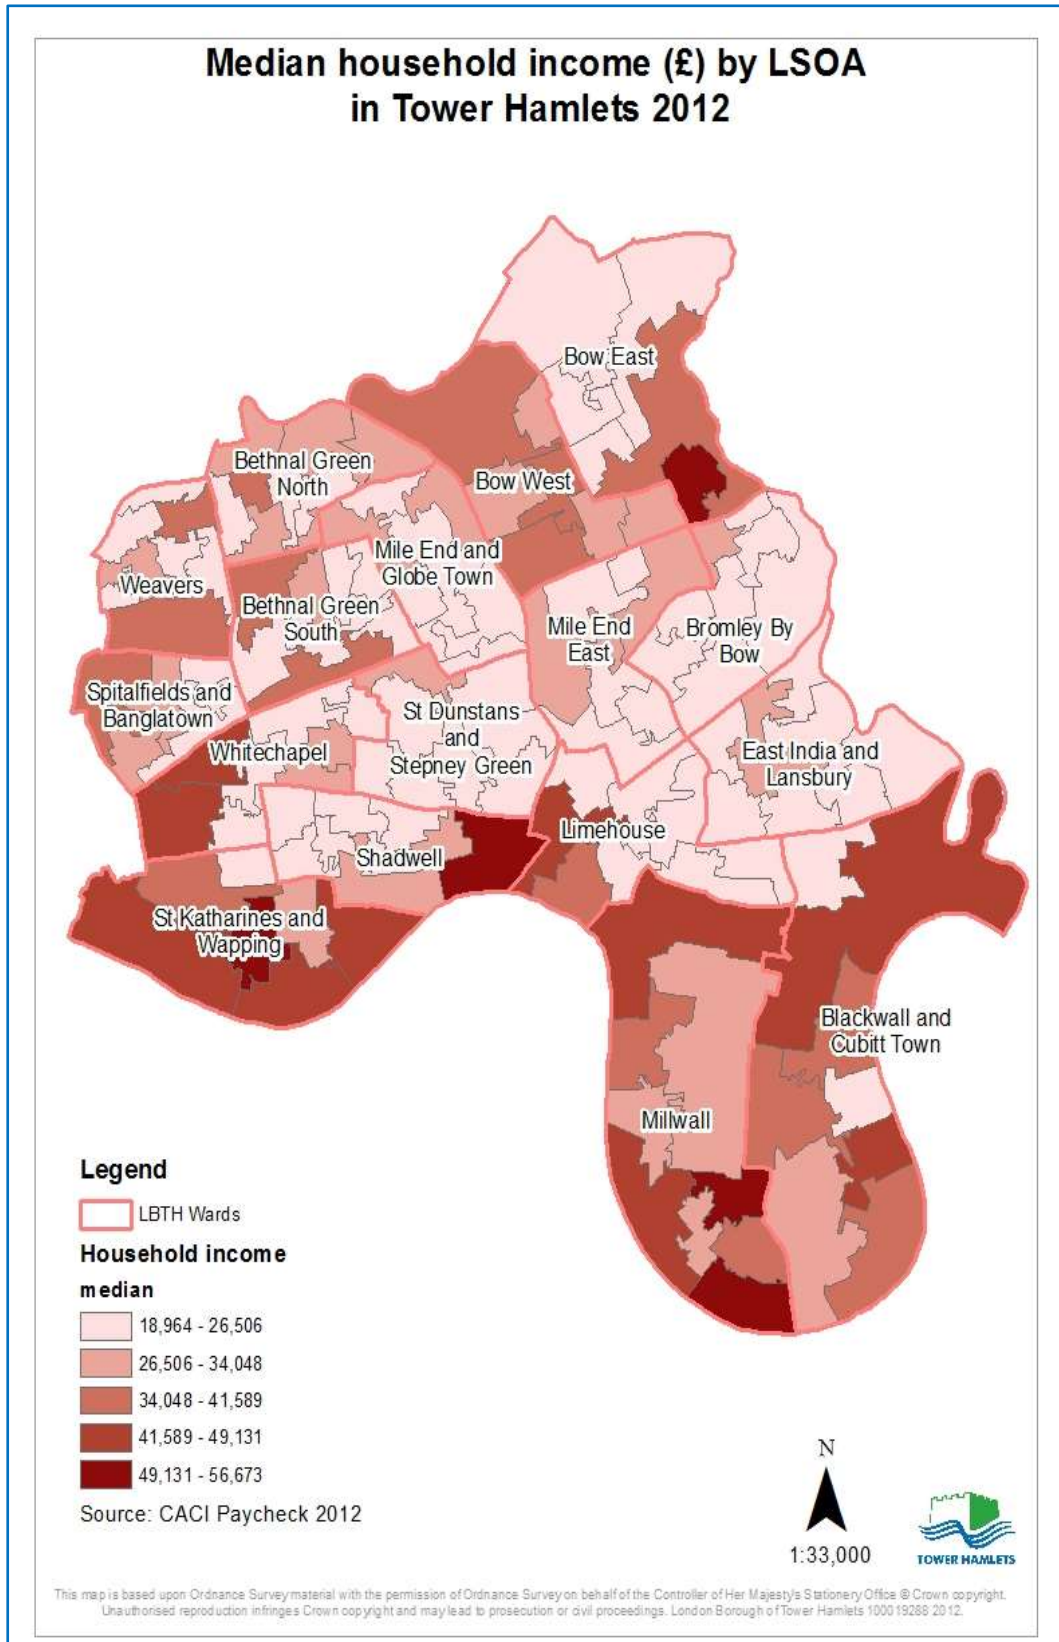 Median household income (£) by LSOA
in Tower Hamlets 2012
Bow East
Bethnal Green
North
Bow West
Mile End and
Globe Town
Weavers
Bethnal Green
South
Mile End
East
Bromley By
Bow
Spitalfields and
Banglatown
St Dunstans
and
Stepney Green
Whitechapel
East India and
Lansbury
Limehouse
Shadwell
St Katharines and
Wapping
Blackwall and
Cubitt Town
Millwall
Legend
LBTH Wards
Household income
median
18,964 - 26,506
26,506 - 34,048
34,048 - 41,589
41,589 - 49,131
49,131 - 56,673
Source: CACI Paycheck 2012
N
1:33,000
TOWER HAMLETS
This map is based upon Ordnance Survey material with the permission of Ordnance Survey on behalf of the Controller of Her Majesty's Stationery Office © Crown copyright.
Unauthorised reproduction infringes Crown copyright and may lead to prosecution or civil proceedings. London Borough of Tower Hamlets 100019288 2012.